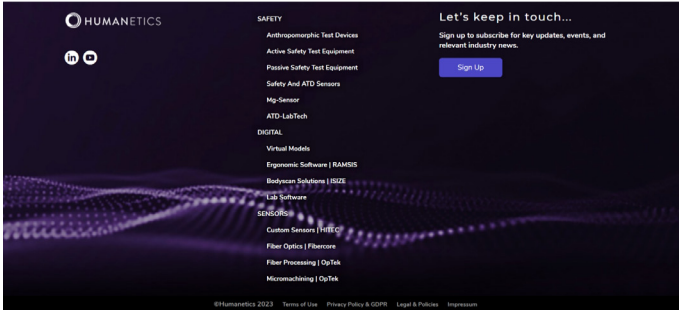 HUMANETICS
SAFETY
Anthropomorphic Test Devices
Active Safety Test Equipment
Passive Safety Test Equipment
Safety And ATD Sensors
Mg-Sensor
ATD-LabTech
DIGITAL
Virtual Models
Ergonomic Software | RAMSIS
Bodyscan Solutions | ISIZE
Lab Software
SENSORS
Custom Sensors | HITEC
Fiber Optics | Fibercore
Fiber Processing | OpTek
Micromachining | OpTek
Let's keep in touch...
Sign up to subscribe for key updates, events, and
relevant industry news.
Sign Up
©Humanetics 2023 Terms of Use Privacy Policy & GDPR Legal & Policies Impressum